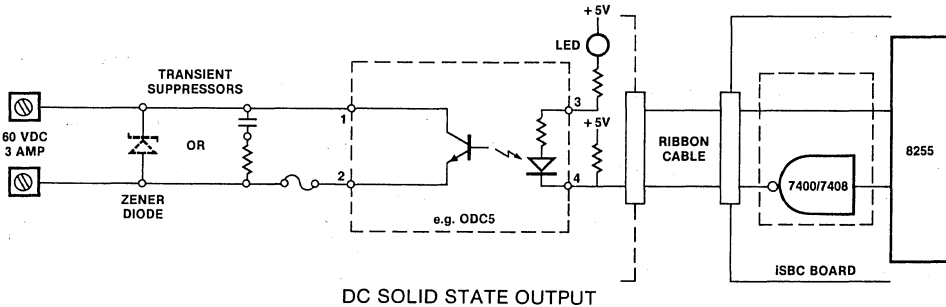 +5V
LED
TRANSIENT
SUPPRESSORS
1
3
+5V
60 VDC
3 AMP
OR
RIBBON
CABLE
8255
7400/7408
2
4
ZENER
DIODE
e.g. ODC5
iSBC BOARD
DC SOLID STATE OUTPUT